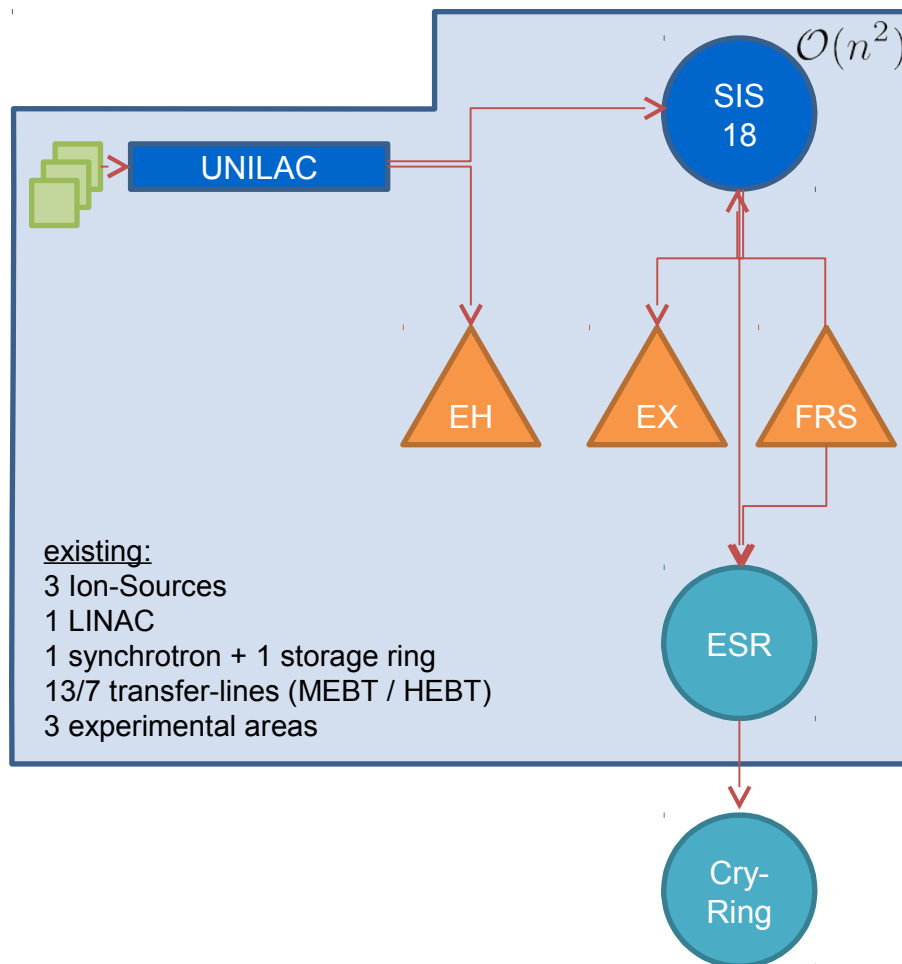 𝒪(n²)
SIS
18
UNILAC
EH
EX
FRS
existing:
3 Ion-Sources
1 LINAC
1 synchrotron + 1 storage ring
13/7 transfer-lines (MEBT / HEBT)
3 experimental areas
ESR
Cry-
Ring